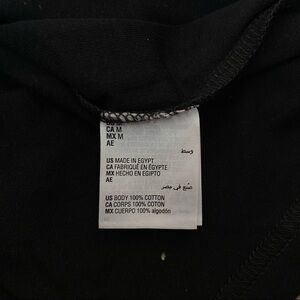 US M
CA M
MX M
AE
وسط
US MADE IN EGYPT
CA FABRIQUÉ EN ÉGYPTE
MX HECHO EN EGIPTO
AE
صنع في مصر
US BODY 100% COTTON
CA CORPS 100% COTON
MX CUERPO 100% algodón